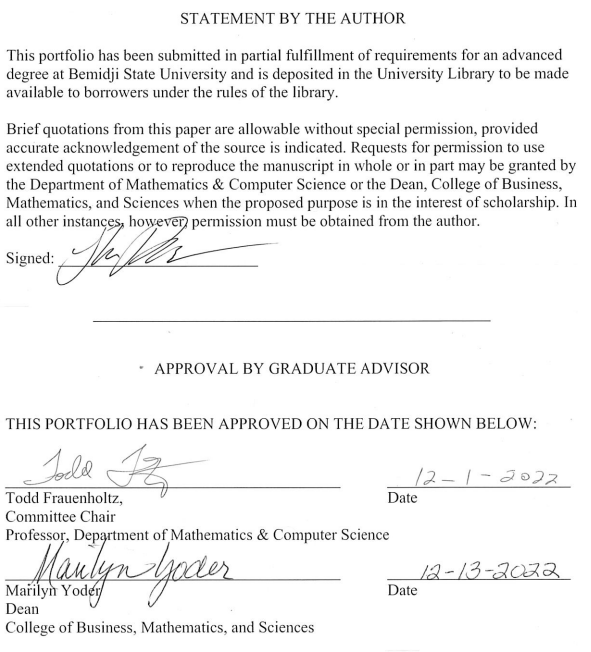 STATEMENT BY THE AUTHOR
This portfolio has been submitted in partial fulfillment of requirements for an advanced
degree at Bemidji State University and is deposited in the University Library to be made
available to borrowers under the rules of the library.
Brief quotations from this paper are allowable without special permission, provided
accurate acknowledgement of the source is indicated. Requests for permission to use
extended quotations or to reproduce the manuscript in whole or in part may be granted by
the Department of Mathematics & Computer Science or the Dean, College of Business,
Mathematics, and Sciences when the proposed purpose is in the interest of scholarship. In
all other instances, however, permission must be obtained from the author.
Signed:
APPROVAL BY GRADUATE ADVISOR
THIS PORTFOLIO HAS BEEN APPROVED ON THE DATE SHOWN BELOW:
Todd 12-1-2022
Todd Frauenholtz, Date
Committee Chair
Professor, Department of Mathematics & Computer Science
Marilyn Yoder 12-13-2022
Marilyn Yoder Date
Dean
College of Business, Mathematics, and Sciences